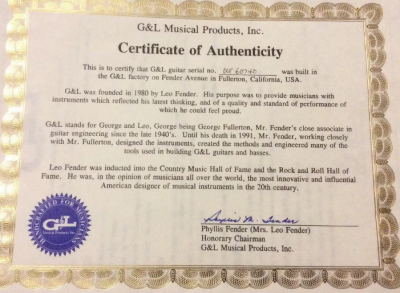 G&L Musical Products, Inc.
Certificate of Authenticity
This is to certify that G&L guitar serial no. was built in
the G&L factory on Fender Avenue in Fullerton, California, USA.
G&L was founded in 1980 by Leo Fender. His purpose was to provide musicians with
instruments which reflected his latest thinking, and of a quality and standard of performance of
which he could feel proud.
G&L stands for George and Leo, George being George Fullerton, Mr. Fender's close associate in
guitar engineering since the late 1940's. Until his death in 1991, Mr. Fender, working closely
with Mr. Fullerton, designed the instruments, created the methods and engineered many of the
tools used in building G&L guitars and basses.
Leo Fender was inducted into the Country Music Hall of Fame and the Rock and Roll Hall of
Fame. He was, in the opinion of musicians all over the world, the most innovative and influential
American designer of musical instruments in the 20th century.
Phyllis M. Fender
Phyllis Fender (Mrs. Leo Fender)
Honorary Chairman
G&L Musical Products, Inc.
G&L
Musical Products, Inc.